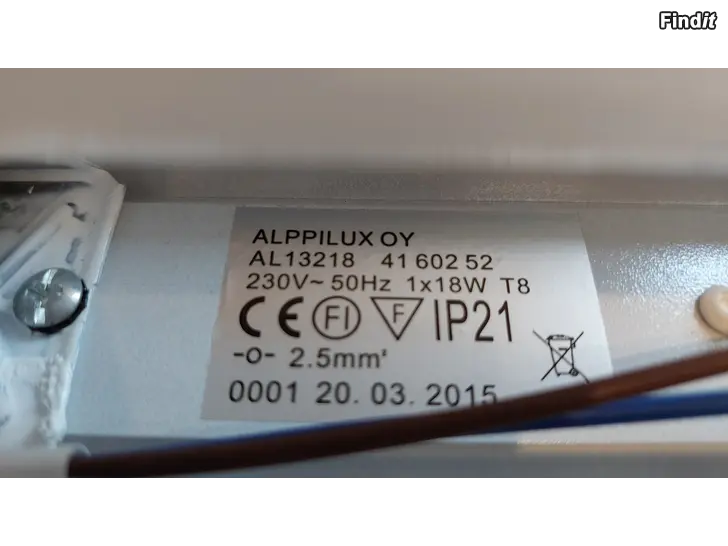 Findit
ALPPILUX OY
AL13218 41 602 52
230V~ 50Hz 1x18W T8
CE FI F IP21
-O- 2.5mm²
0001 20. 03. 2015